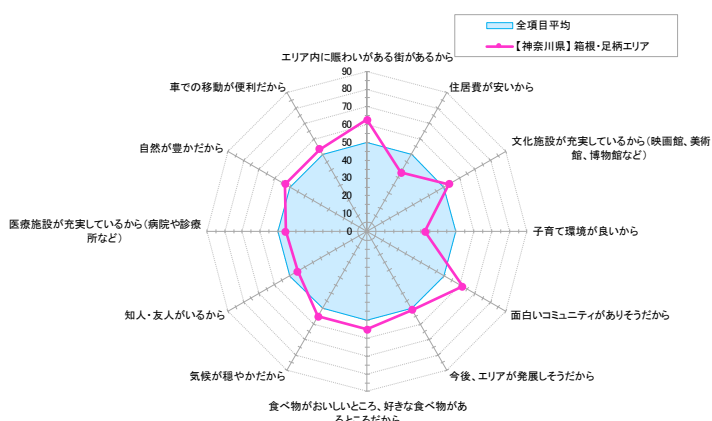 全項目平均
【神奈川県】 箱根・足柄エリア
エリア内に賑わいがある街があるから
住居費が安いから
文化施設が充実しているから（映画館、美術
館、博物館など）
子育て環境が良いから
面白いコミュニティがありそうだから
今後、エリアが発展しそうだから
食べ物がおいしいところ、好きな食べ物があ
るところだから
気候が穏やかだから
知人・友人がいるから
医療施設が充実しているから（病院や診療
所など）
自然が豊かだから
車での移動が便利だから
90
80
70
60
50
40
30
20
10
0